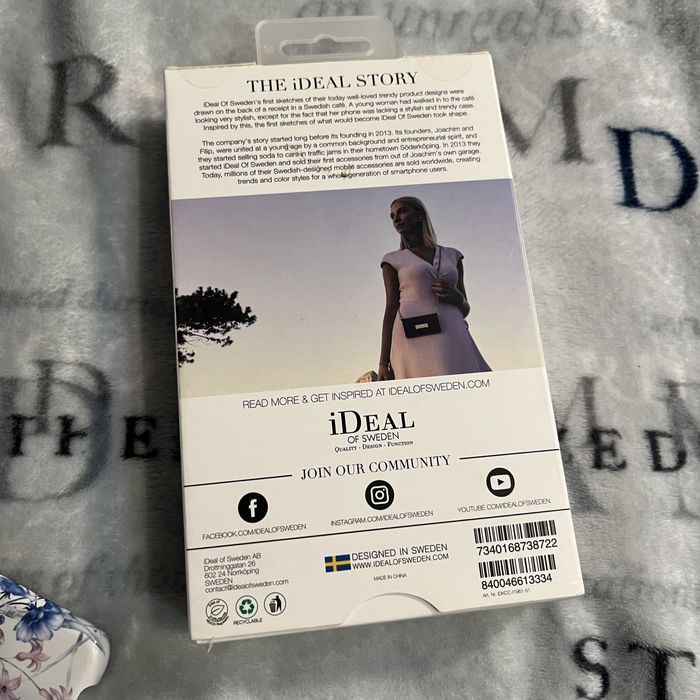 an unrealis
R
M
D
THE iDEAL STORY
iDeal Of Sweden's first sketches of their today well-loved trendy product designs were
drawn on the back of a receipt in a Swedish café. A young woman had walked in to the café
looking very stylish, except for the fact that her phone was lacking a stylish and trendy case.
Inspired by this, the first sketches of what would become iDeal Of Sweden took shape.
The company's story started long before its founding in 2013. Its founders, Joachim and
Filip, were united at a young age by a common background and entrepreneurial spirit, and
they started selling soda to cars in traffic jams in their hometown Söderköping. In 2013 they
started iDeal Of Sweden and sold their first accessories from out of Joachim's own garage.
Today, millions of their Swedish-designed mobile accessories are sold worldwide, creating
trends and color styles for a whole generation of smartphone users.
READ MORE & GET INSPIRED AT IDEALOFSWEDEN.COM
iDEAL
OF SWEDEN
QUALITY - DESIGN - FUNCTION
JOIN OUR COMMUNITY
FACEBOOK.COM/IDEALOFSWEDEN
INSTAGRAM.COM/IDEALOFSWEDEN
YOUTUBE.COM/IDEALOFSWEDEN
iDeal of Sweden AB
Drottninggatan 26
602 24 Norrköping
SWEDEN
contact@idealofsweden.com
RECYCLABLE
DESIGNED IN SWEDEN
WWW.IDEALOFSWEDEN.COM
MADE IN CHINA
7340168738722
840046613334
Art. Nr: IDKCC-I1961-51
THE
ED
ST